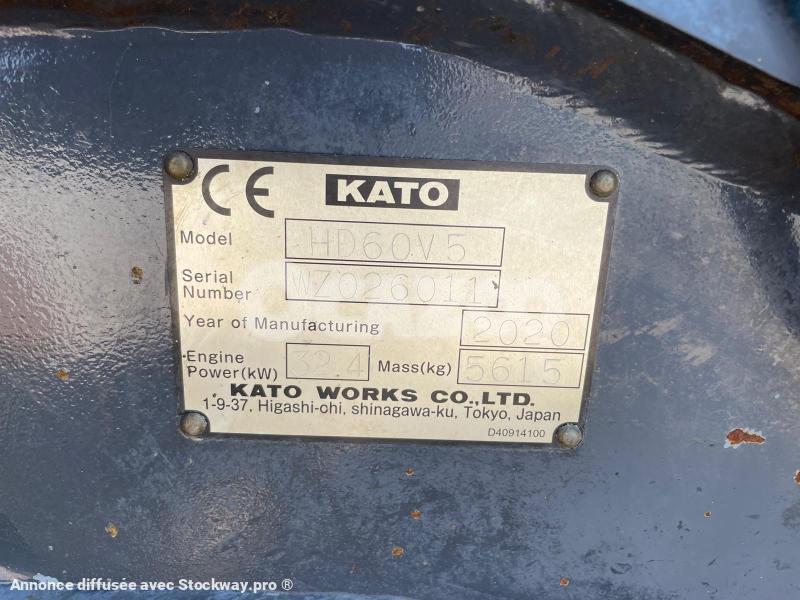 CE KATO
Model HD60V5
Serial Number WZ026011
Year of Manufacturing 2020
Engine Power(kW) 32.4 Mass(kg) 5615
KATO WORKS CO.,LTD.
1-9-37, Higashi-ohi, shinagawa-ku, Tokyo, Japan
D40914100
Annonce diffusée avec Stockway.pro ®